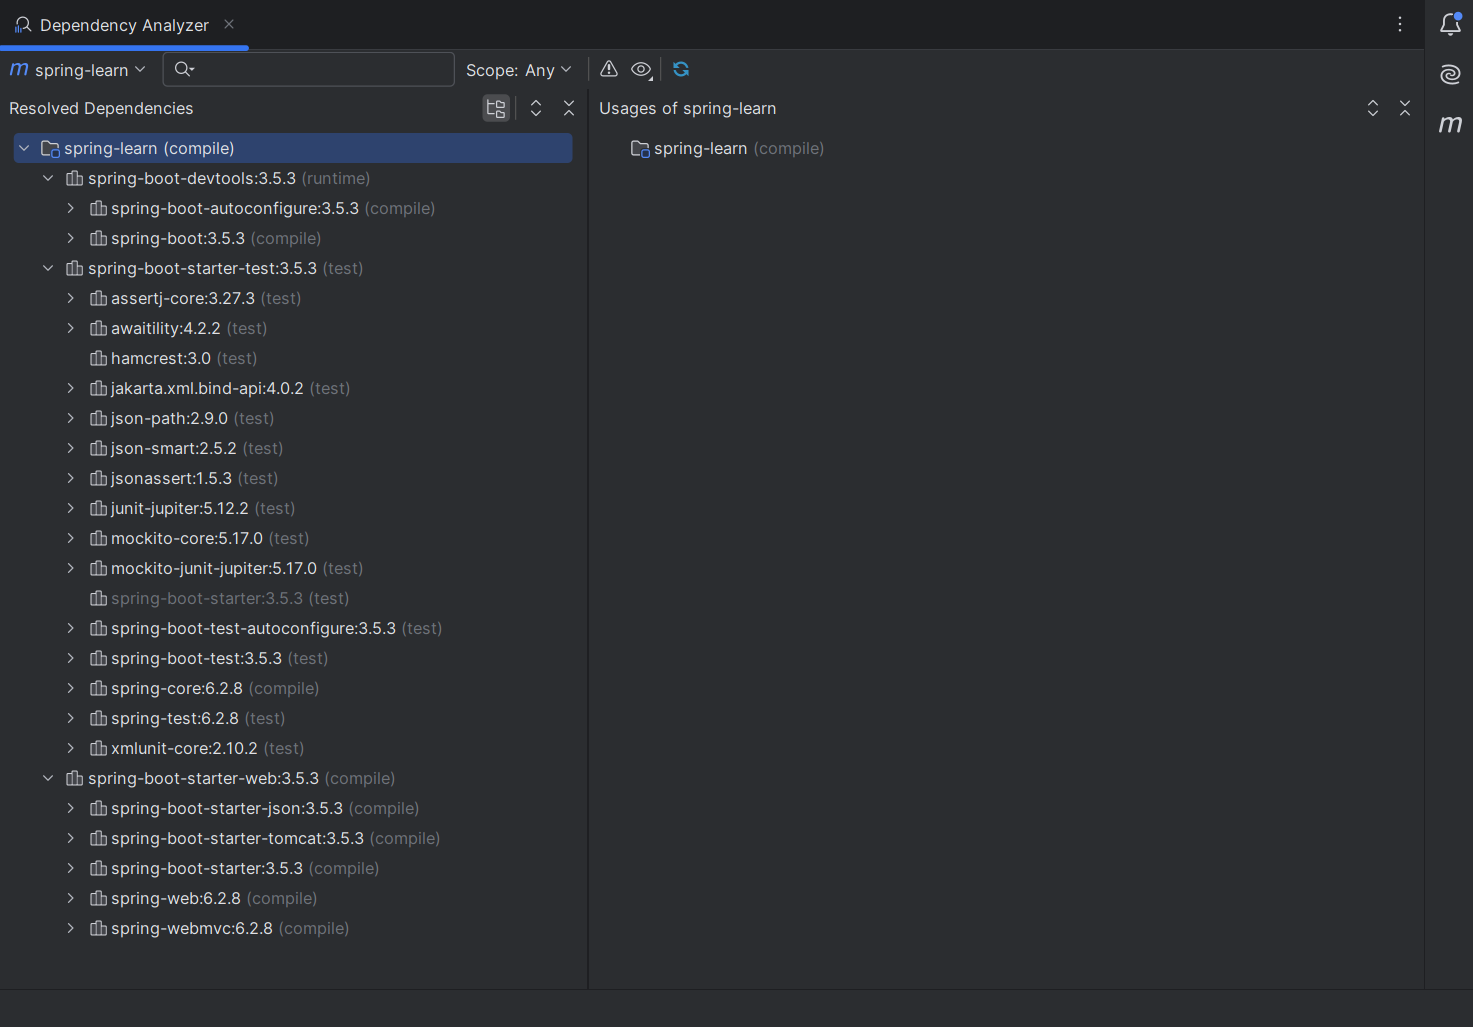 Dependency Analyzer
m spring-learn Scope: Any
Resolved Dependencies
Usages of spring-learn
m
spring-learn (compile)
spring-learn (compile)
spring-boot-devtools:3.5.3 (runtime)
spring-boot-autoconfigure:3.5.3 (compile)
spring-boot:3.5.3 (compile)
spring-boot-starter-test:3.5.3 (test)
assertj-core:3.27.3 (test)
awaitility:4.2.2 (test)
hamcrest:3.0 (test)
jakarta.xml.bind-api:4.0.2 (test)
json-path:2.9.0 (test)
json-smart:2.5.2 (test)
jsonassert:1.5.3 (test)
junit-jupiter:5.12.2 (test)
mockito-core:5.17.0 (test)
mockito-junit-jupiter:5.17.0 (test)
spring-boot-starter:3.5.3 (test)
spring-boot-test-autoconfigure:3.5.3 (test)
spring-boot-test:3.5.3 (test)
spring-core:6.2.8 (compile)
spring-test:6.2.8 (test)
xmlunit-core:2.10.2 (test)
spring-boot-starter-web:3.5.3 (compile)
spring-boot-starter-json:3.5.3 (compile)
spring-boot-starter-tomcat:3.5.3 (compile)
spring-boot-starter:3.5.3 (compile)
spring-web:6.2.8 (compile)
spring-webmvc:6.2.8 (compile)